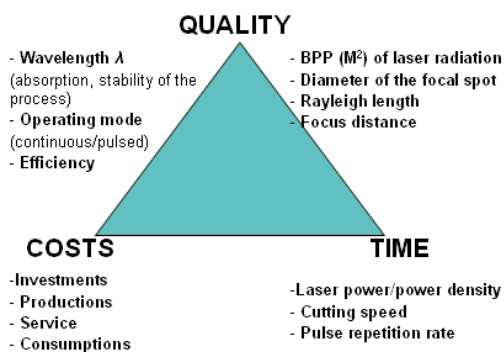 QUALITY
- Wavelength λ
(absorption, stability of the
process)
- Operating mode
(continuous/pulsed)
- Efficiency
- BPP (M²) of laser radiation
- Diameter of the focal spot
- Rayleigh length
- Focus distance
COSTS
-Investments
- Productions
- Service
- Consumptions
TIME
-Laser power/power density
- Cutting speed
- Pulse repetition rate